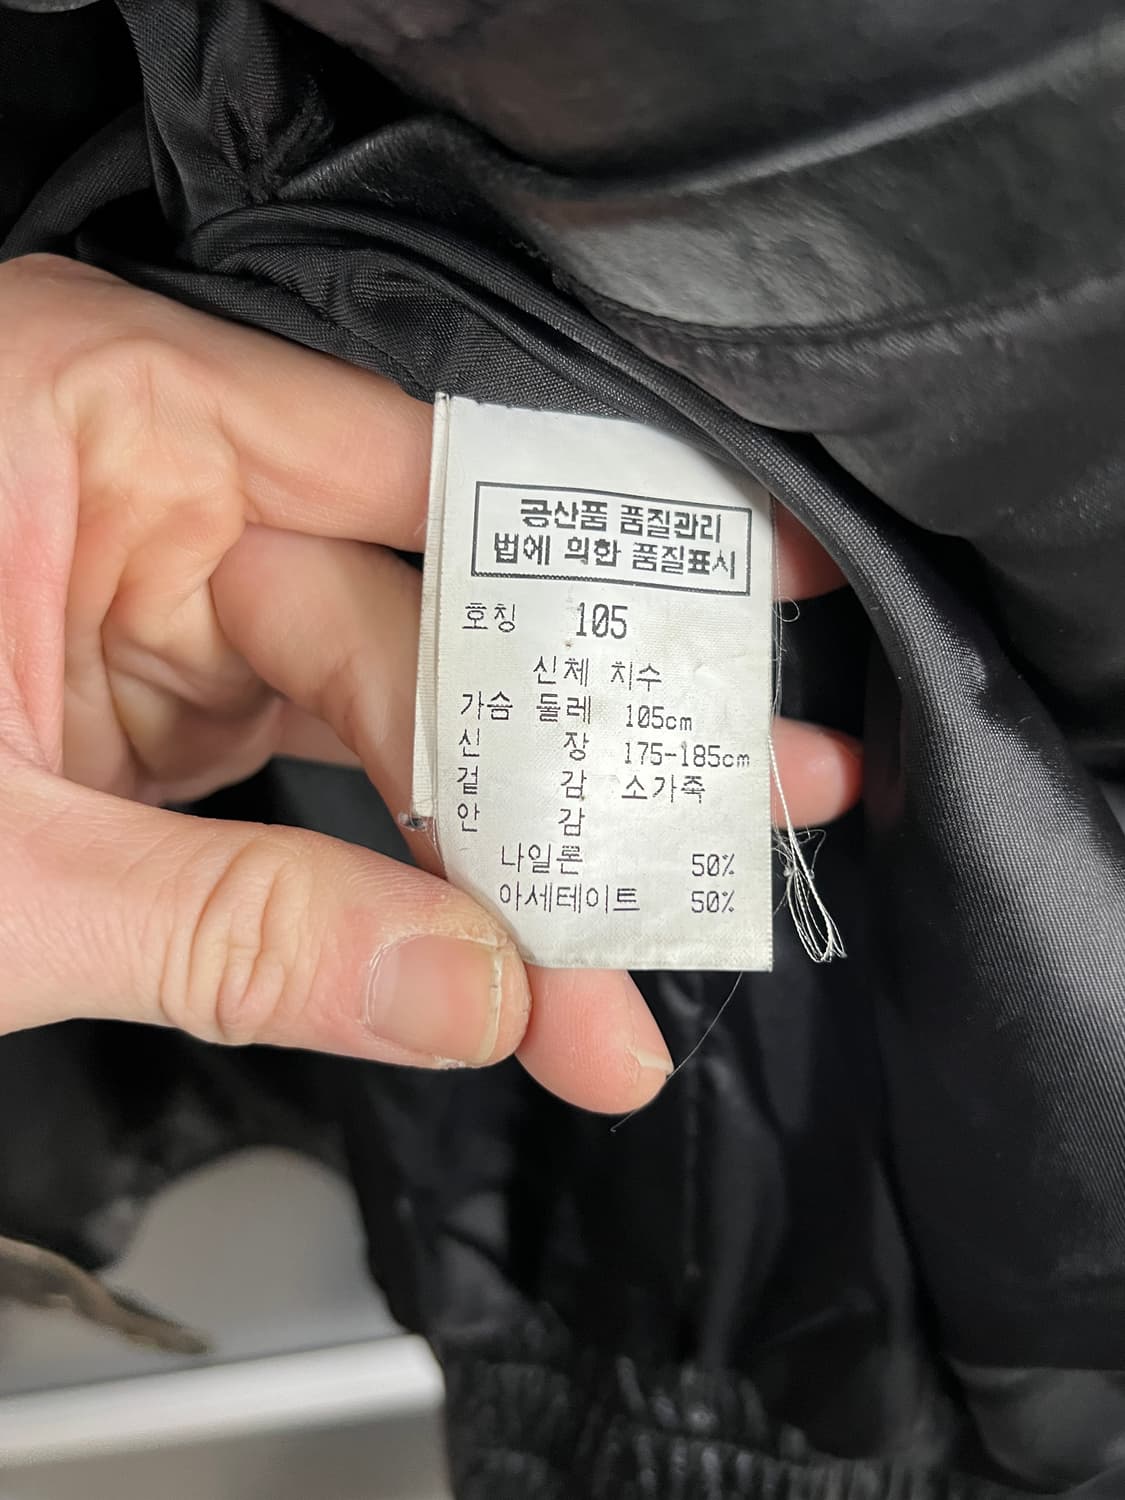 공산품 품질관리
법에 의한 품질표시
호칭 105
신체 치수
가슴 둘레 105cm
신 장 175-185cm
겉 감 소가죽
안 감
나일론 50%
아세테이트 50%